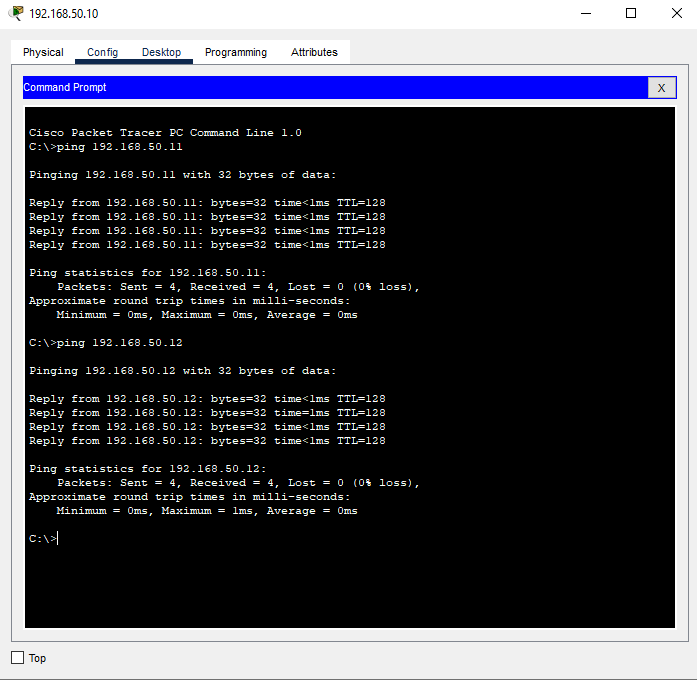 192.168.50.10
Physical Config Desktop Programming Attributes
Command Prompt X
Cisco Packet Tracer PC Command Line 1.0
C:\>ping 192.168.50.11
Pinging 192.168.50.11 with 32 bytes of data:
Reply from 192.168.50.11: bytes=32 time<1ms TTL=128
Reply from 192.168.50.11: bytes=32 time<1ms TTL=128
Reply from 192.168.50.11: bytes=32 time<1ms TTL=128
Reply from 192.168.50.11: bytes=32 time<1ms TTL=128
Ping statistics for 192.168.50.11:
Packets: Sent = 4, Received = 4, Lost = 0 (0% loss),
Approximate round trip times in milli-seconds:
Minimum = 0ms, Maximum = 0ms, Average = 0ms
C:\>ping 192.168.50.12
Pinging 192.168.50.12 with 32 bytes of data:
Reply from 192.168.50.12: bytes=32 time<1ms TTL=128
Reply from 192.168.50.12: bytes=32 time=1ms TTL=128
Reply from 192.168.50.12: bytes=32 time<1ms TTL=128
Reply from 192.168.50.12: bytes=32 time<1ms TTL=128
Ping statistics for 192.168.50.12:
Packets: Sent = 4, Received = 4, Lost = 0 (0% loss),
Approximate round trip times in milli-seconds:
Minimum = 0ms, Maximum = 1ms, Average = 0ms
C:\>
Top